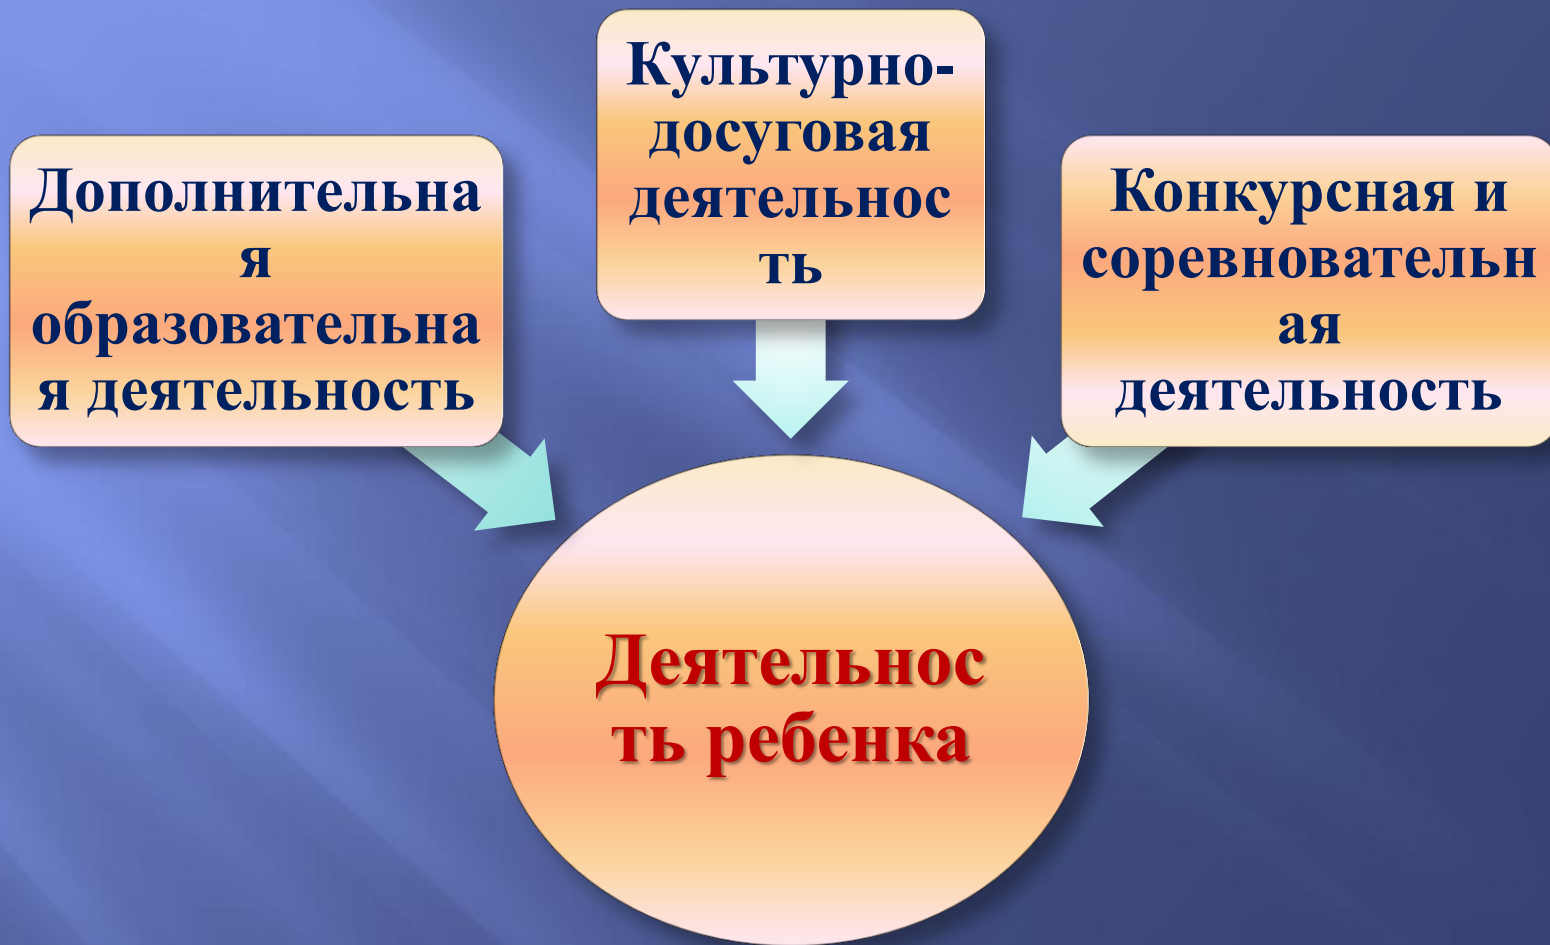 Дополнительна
я
образовательна
я деятельность
Культурно-
досуговая
деятельнос
ть
Конкурсная и
соревновательн
ая
деятельность
Деятельнос
ть ребенка